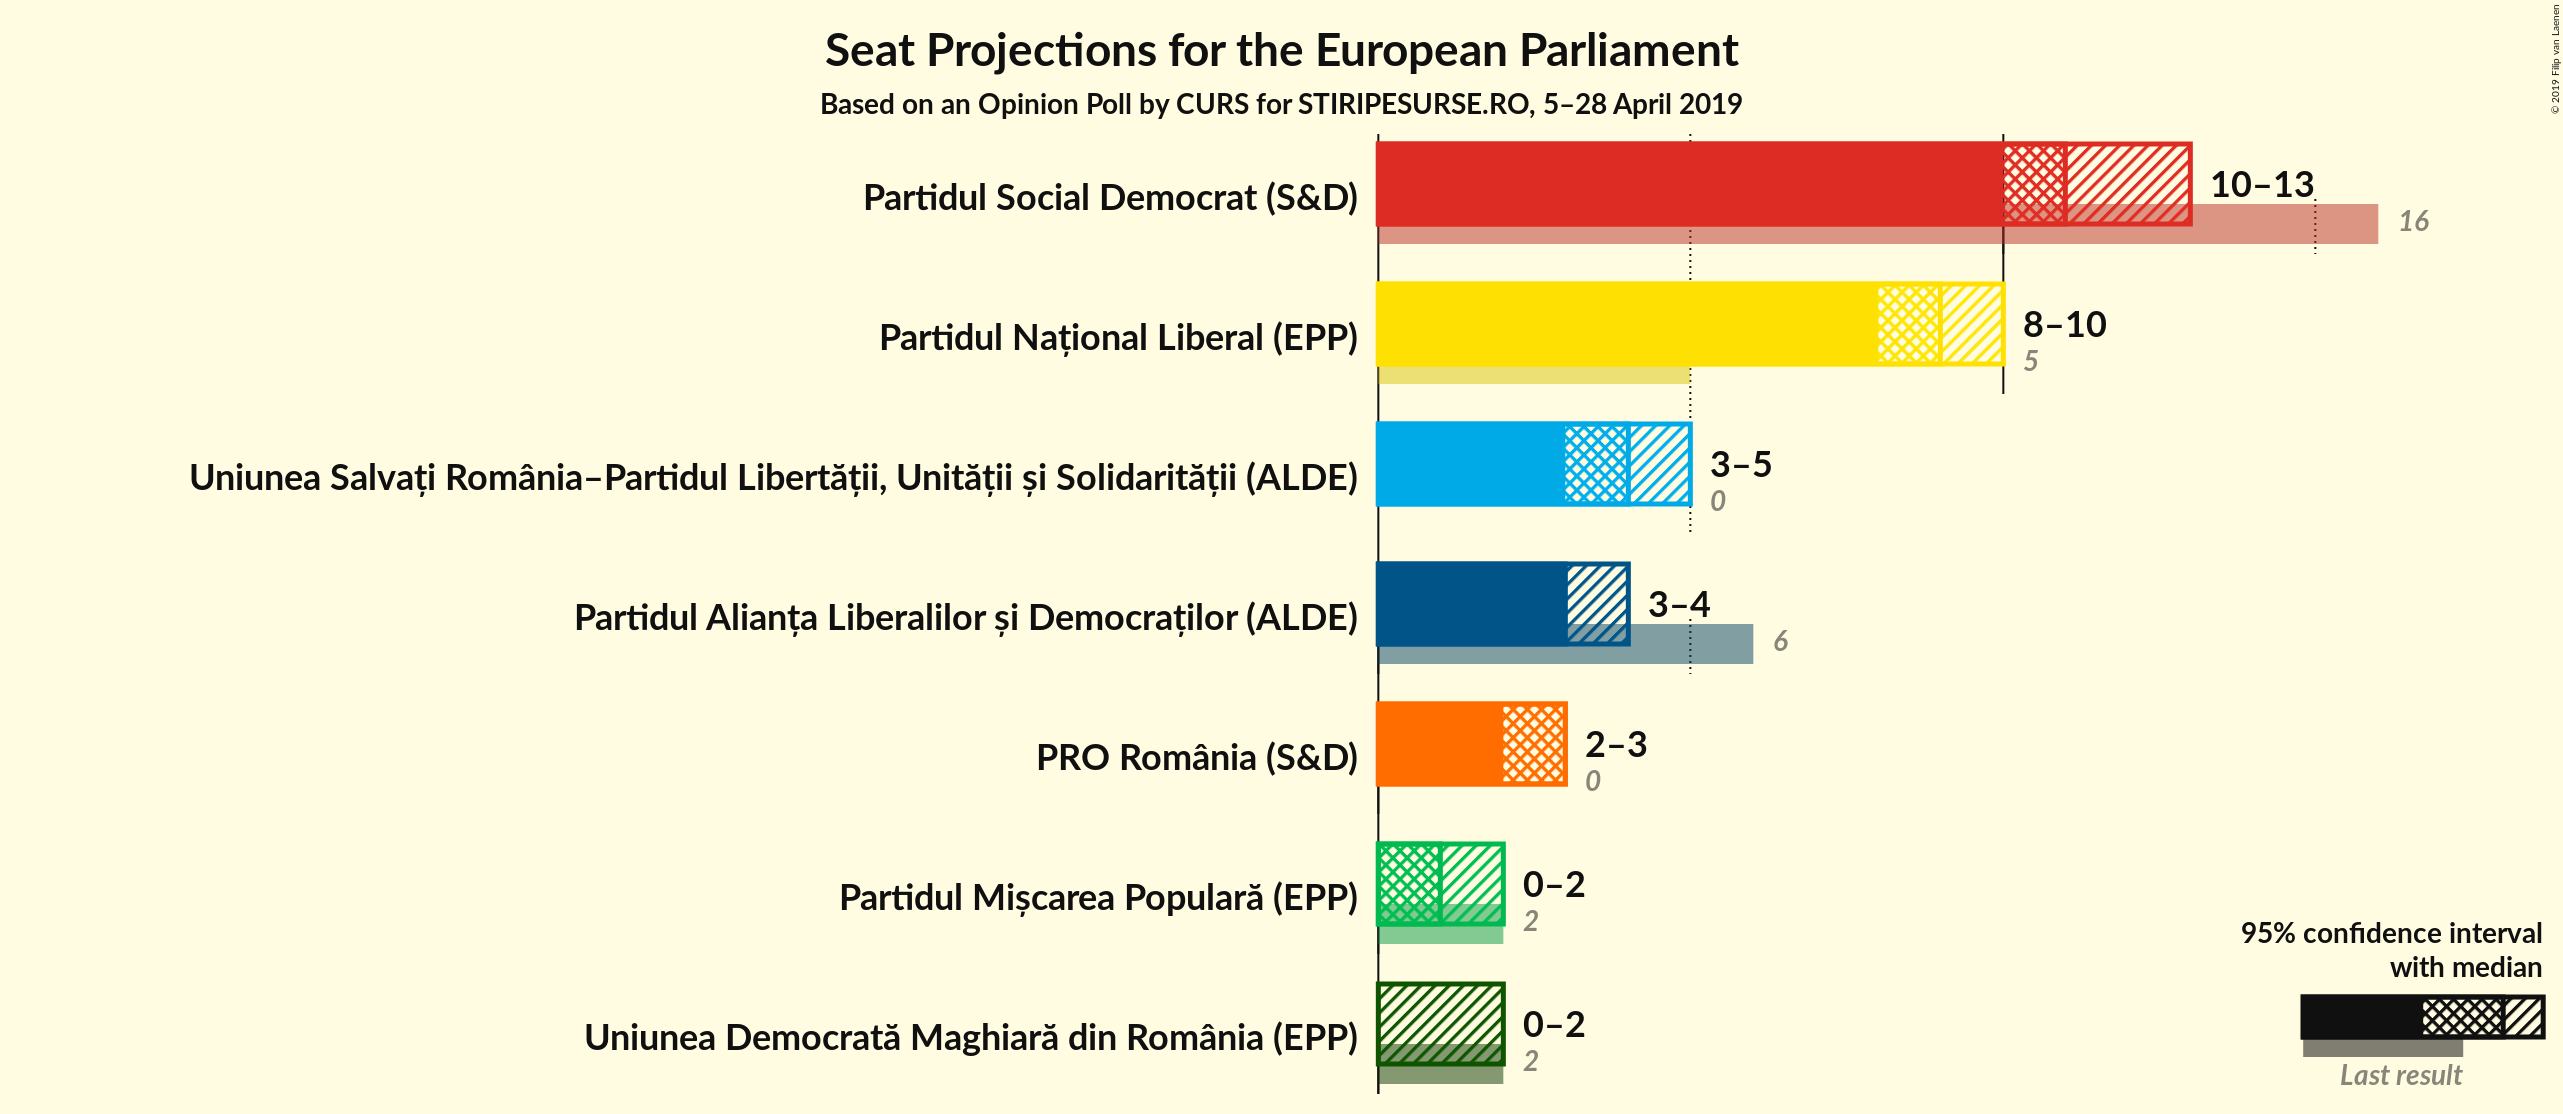 Seat Projections for the European Parliament
Based on an Opinion Poll by CURS for STIRIPESURSE.RO, 5–28 April 2019
© 2019 Filip van Laenen
Partidul Social Democrat (S&D)
10–13
16
Partidul Național Liberal (EPP)
8–10
5
Uniunea Salvați România–Partidul Libertății, Unității și Solidarității (ALDE)
3–5
0
Partidul Alianța Liberalilor și Democraților (ALDE)
3–4
6
PRO România (S&D)
2–3
0
Partidul Mișcarea Populară (EPP)
0–2
2
Uniunea Democrată Maghiară din România (EPP)
0–2
2
95% confidence interval
with median
Last result